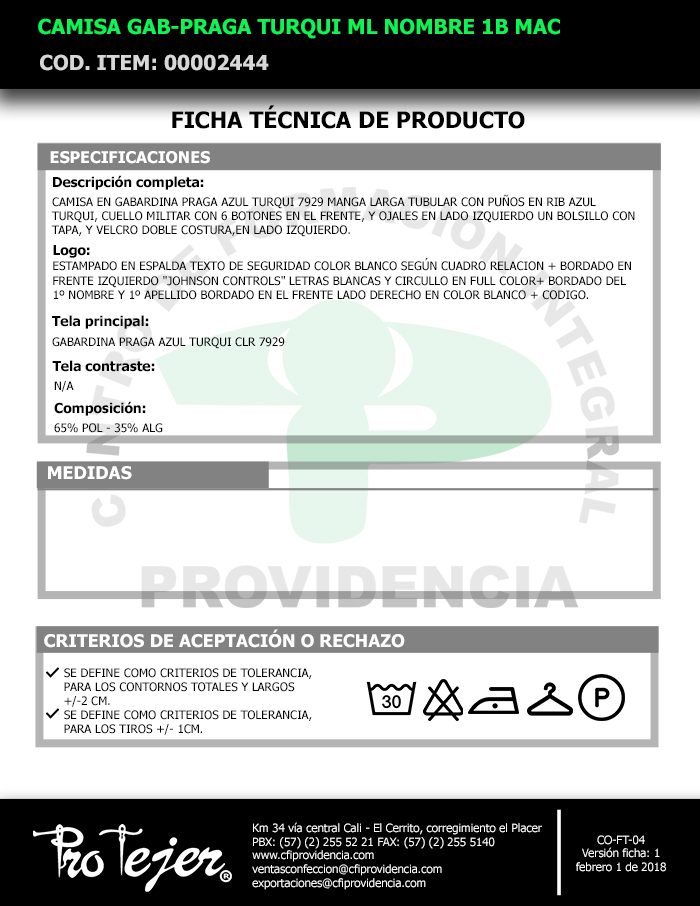 CAMISA GAB-PRAGA TURQUI ML NOMBRE 1B MAC
COD. ITEM: 00002444
FICHA TÉCNICA DE PRODUCTO
ESPECIFICACIONES
Descripción completa:
CAMISA EN GABARDINA PRAGA AZUL TURQUI 7929 MANGA LARGA TUBULAR CON PUÑOS EN RIB AZUL
TURQUI, CUELLO MILITAR CON 6 BOTONES EN EL FRENTE, Y OJALES EN LADO IZQUIERDO UN BOLSILLO CON
TAPA, Y VELCRO DOBLE COSTURA,EN LADO IZQUIERDO.
Logo:
ESTAMPADO EN ESPALDA TEXTO DE SEGURIDAD COLOR BLANCO SEGÚN CUADRO RELACION + BORDADO EN
FRENTE IZQUIERDO "JOHNSON CONTROLS" LETRAS BLANCAS Y CIRCULLO EN FULL COLOR+ BORDADO DEL
1º NOMBRE Y 1º APELLIDO BORDADO EN EL FRENTE LADO DERECHO EN COLOR BLANCO + CODIGO.
Tela principal:
GABARDINA PRAGA AZUL TURQUI CLR 7929
Tela contraste:
N/A
Composición:
65% POL - 35% ALG
CENTRO DE FORMACIÓN INTEGRAL
PROVIDENCIA
MEDIDAS
CRITERIOS DE ACEPTACIÓN O RECHAZO
SE DEFINE COMO CRITERIOS DE TOLERANCIA,
PARA LOS CONTORNOS TOTALES Y LARGOS
+/-2 CM.
SE DEFINE COMO CRITERIOS DE TOLERANCIA,
PARA LOS TIROS +/- 1CM.
30
P
Pro Tejer®
Km 34 vía central Cali - El Cerrito, corregimiento el Placer
PBX: (57) (2) 255 52 21 FAX: (57) (2) 255 5140
www.cfiprovidencia.com
ventasconfeccion@cfiprovidencia.com
exportaciones@cfiprovidencia.com
CO-FT-04
Versión ficha: 1
febrero 1 de 2018